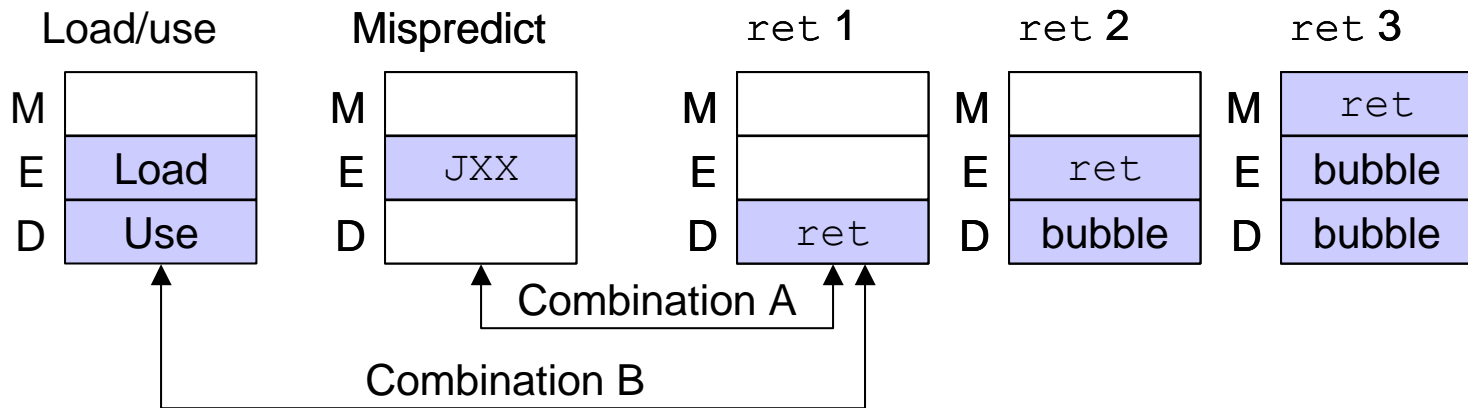 Load/use Mispredict ret 1 ret 2 ret 3
M M M M M ret
E Load E JXX E E ret E bubble
D Use D D ret D bubble D bubble
Combination A
Combination B